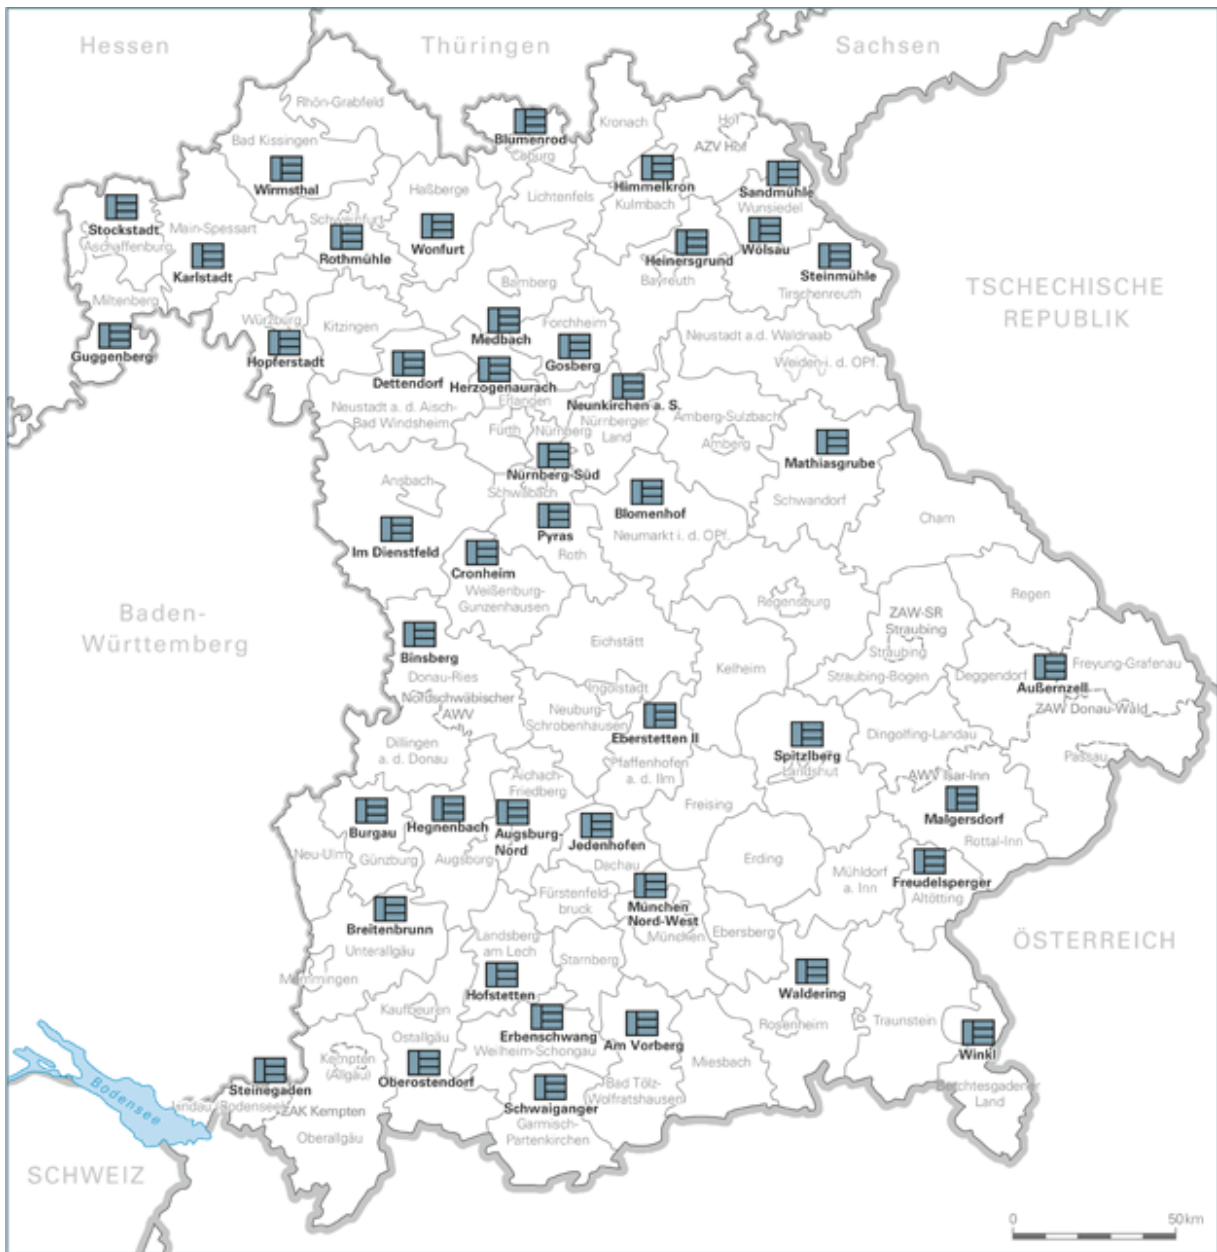 Hessen
Thüringen
Sachsen
Rhön-Grabfeld
Kronach
Hof
Blumenrod
AZV Hof
Bad Kissingen
Coburg
Wirmsthal
Haßberge
Lichtenfels
Himmelkron
Kulmbach
Sandmühle
Wunsiedel
Stockstadt
Aschaffenburg
Main-Spessart
Schweinfurt
Karlstadt
Rothmühle
Wonfurt
Heinersgrund
Bayreuth
Wölsau
Steinmühle
Tirschenreuth
Bamberg
TSCHECHISCHE
REPUBLIK
Miltenberg
Würzburg
Kitzingen
Forchheim
Medbach
Neustadt a.d. Waldnaab
Guggenberg
Hopferstadt
Gosberg
Weiden i. d. OPf.
Dettendorf
Herzogenaurach
Erlangen
Neunkirchen a. S.
Neustadt a. d. Aisch-
Bad Windsheim
Fürth
Nürnberg
Nürnberger
Land
Amberg-Sulzbach
Amberg
Mathiasgrube
Nürnberg-Süd
Ansbach
Schwabach
Schwandorf
Blomenhof
Cham
Pyras
Neumarkt i. d. OPf.
Im Dienstfeld
Roth
Cronheim
Weißenburg-
Gunzenhausen
Regensburg
Regen
ZAW-SR
Straubing
Baden-
Württemberg
Eichstätt
Straubing
Binsberg
Kelheim
Freyung-Grafenau
Donau-Ries
Straubing-Bogen
Deggendorf
Außernzell
Nordschwäbischer
AWV
Ingolstadt
Neuburg-
Schrobenhausen
ZAW Donau-Wald
Eberstetten II
Dingolfing-Landau
Dillingen
a. d. Donau
Pfaffenhofen
a. d. Ilm
Spitzlberg
Landshut
Passau
Aichach-
Friedberg
AWV Isar-Inn
Freising
Malgersdorf
Burgau
Hegnenbach
Augsburg-
Nord
Jedenhofen
Rottal-Inn
Neu-Ulm
Günzburg
Augsburg
Dachau
Erding
Mühldorf
a. Inn
Freudelsperger
Altötting
Fürstenfeld-
bruck
München
Nord-West
Breitenbrunn
Landsberg
am Lech
München
Ebersberg
ÖSTERREICH
Unterallgäu
Starnberg
Memmingen
Hofstetten
Waldering
Kaufbeuren
Ostallgäu
Erbenschwang
Am Vorberg
Rosenheim
Traunstein
Weilheim-Schongau
Miesbach
Winkl
Kempten
(Allgäu)
Bodensee
Steinegaden
Oberostendorf
Bad Tölz-
Wolfratshausen
Berchtesgadener
Land
Lindau (Bodensee)
ZAK Kempten
Schwaiganger
Garmisch-
Partenkirchen
Oberallgäu
SCHWEIZ
0
50km